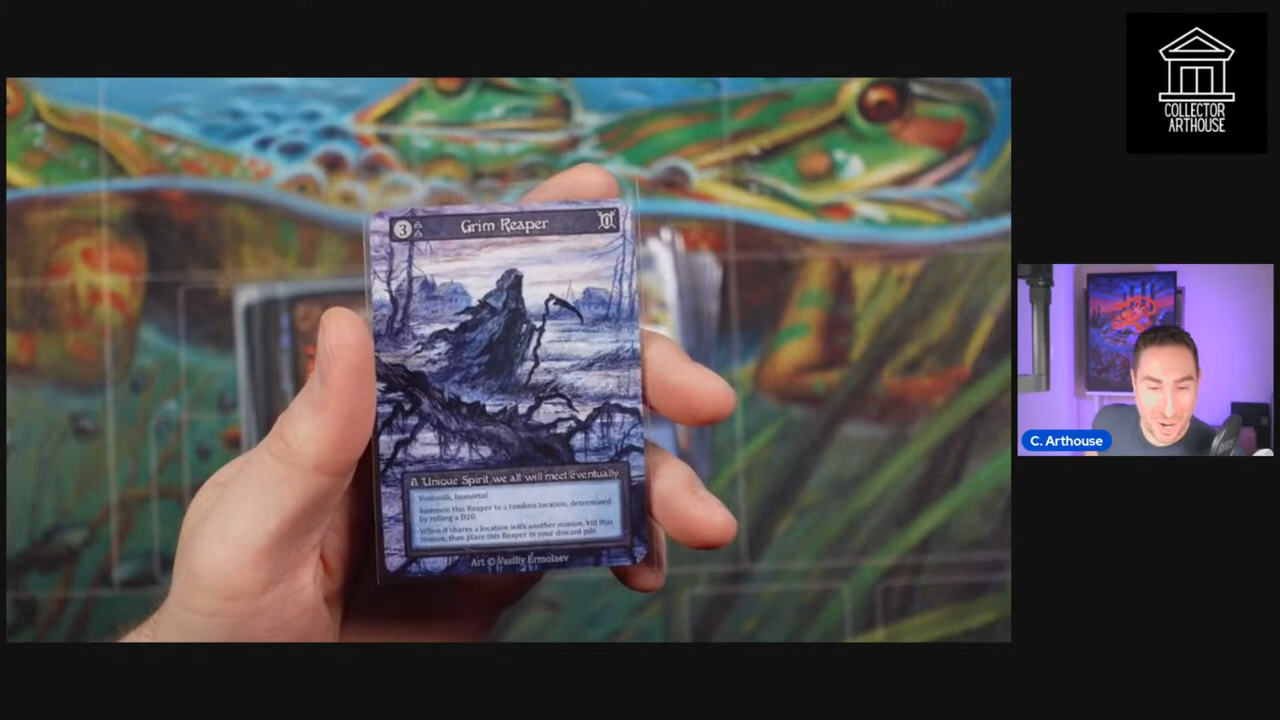 COLLECTOR
ARTHOUSE
3
Grim Reaper
0
A Unique Spirit we all will meet eventually
Voidwalk, Immortal
Summon this Reaper to a random location, determined
by rolling a D20.
When it shares a location with another minion, kill that
minion, then place this Reaper in your discard pile.
Art © Vasiliy Ermolaev
C. Arthouse